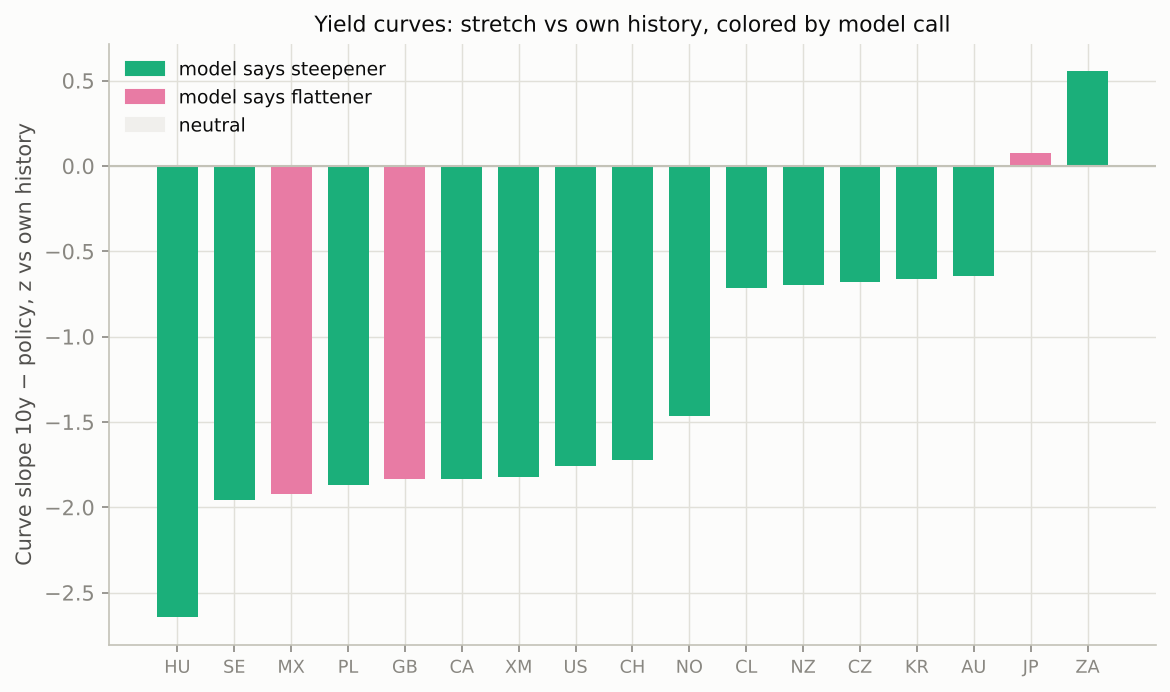 Yield curves: stretch vs own history, colored by model call
model says steepener
model says flattener
neutral
Curve slope 10y − policy, z vs own history
0.5
0.0
−0.5
−1.0
−1.5
−2.0
−2.5
HU SE MX PL GB CA XM US CH NO CL NZ CZ KR AU JP ZA